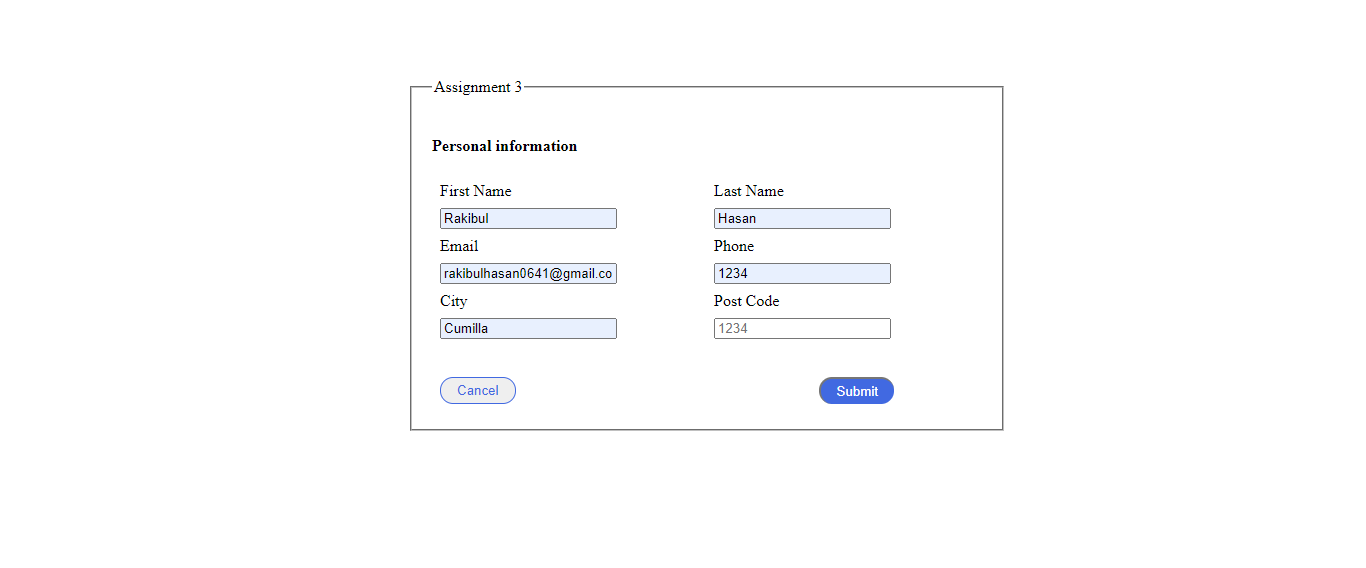 Assignment 3
Personal information
First Name Last Name
Rakibul Hasan
Email Phone
rakibulhasan0641@gmail.co 1234
City Post Code
Cumilla 1234
Cancel Submit